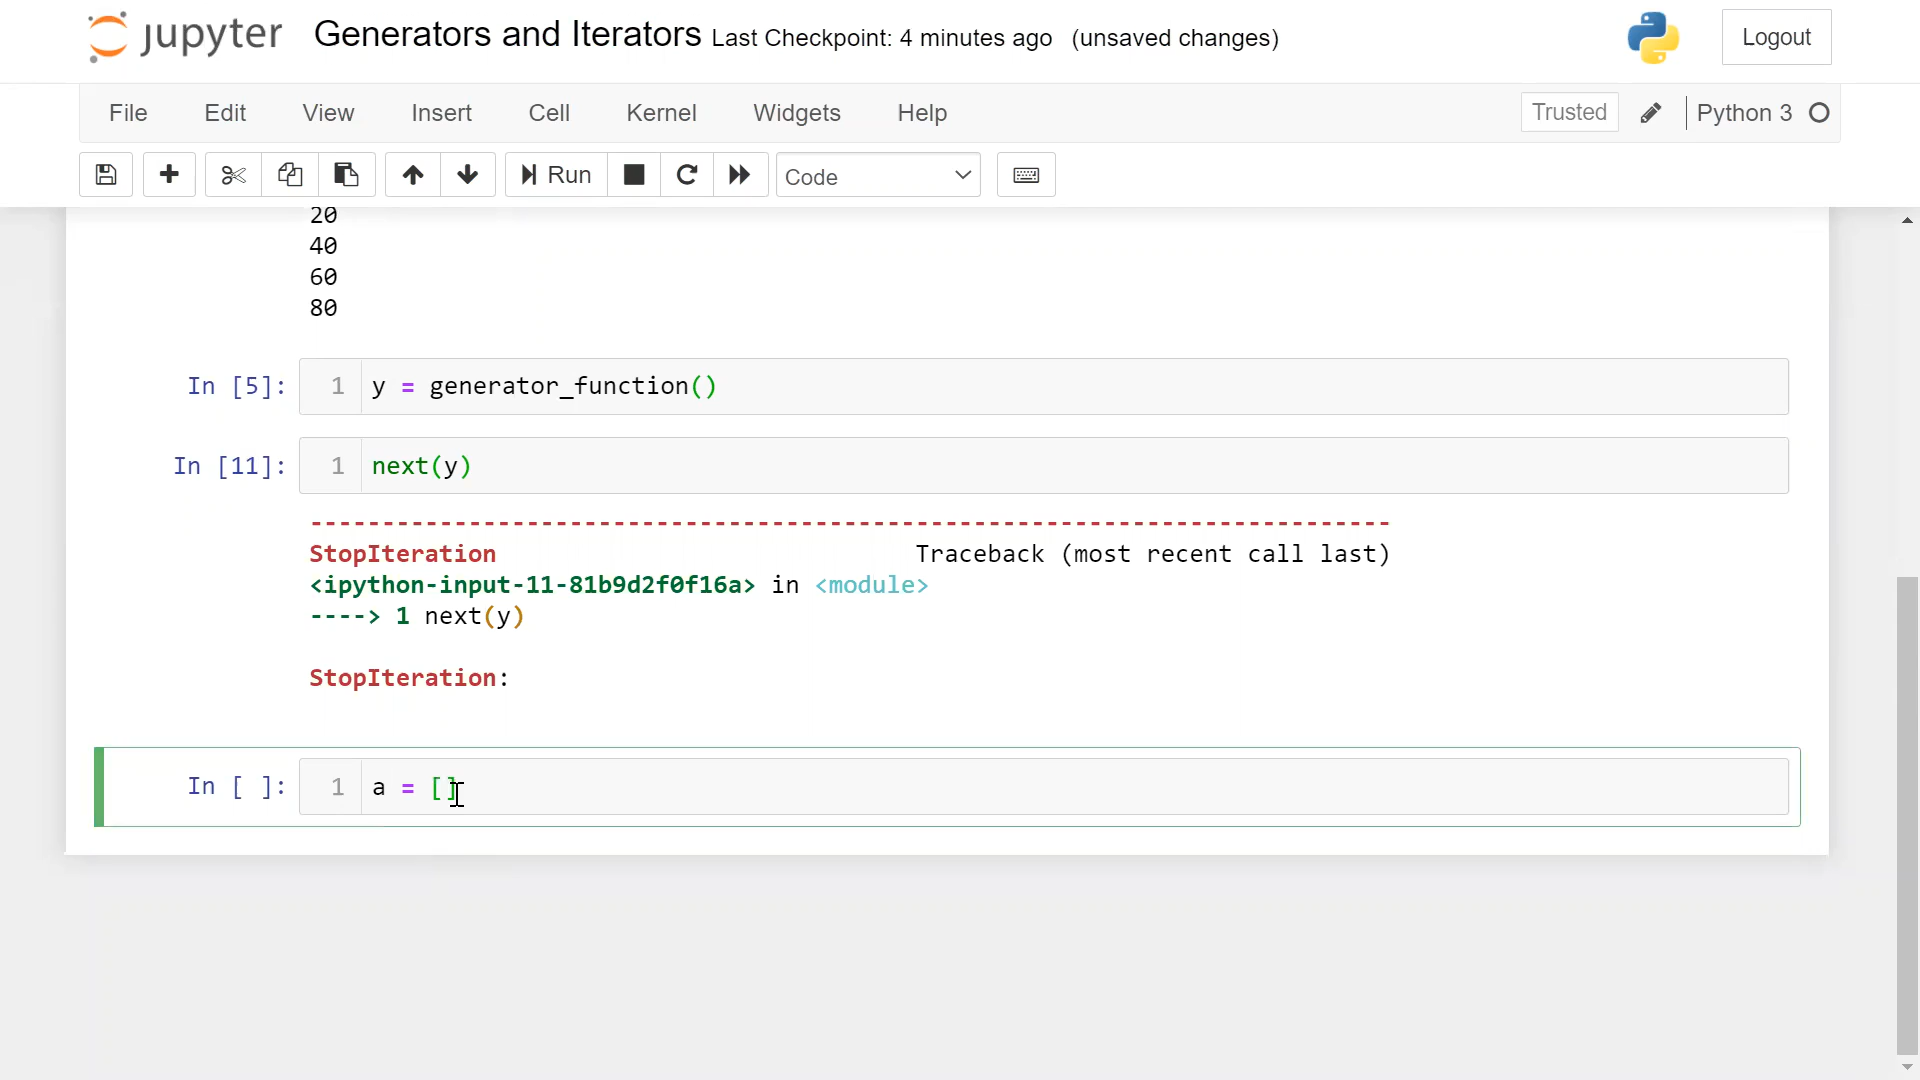 jupyter Generators and Iterators Last Checkpoint: 4 minutes ago (unsaved changes) Logout
File Edit View Insert Cell Kernel Widgets Help Trusted Python 3
Run Code
20
40
60
80
In [5]: 1 y = generator_function()
In [11]: 1 next(y)
---------------------------------------------------------------------------
StopIteration Traceback (most recent call last)
<ipython-input-11-81b9d2f0f16a> in <module>
----> 1 next(y)
StopIteration:
In [ ]: 1 a = []